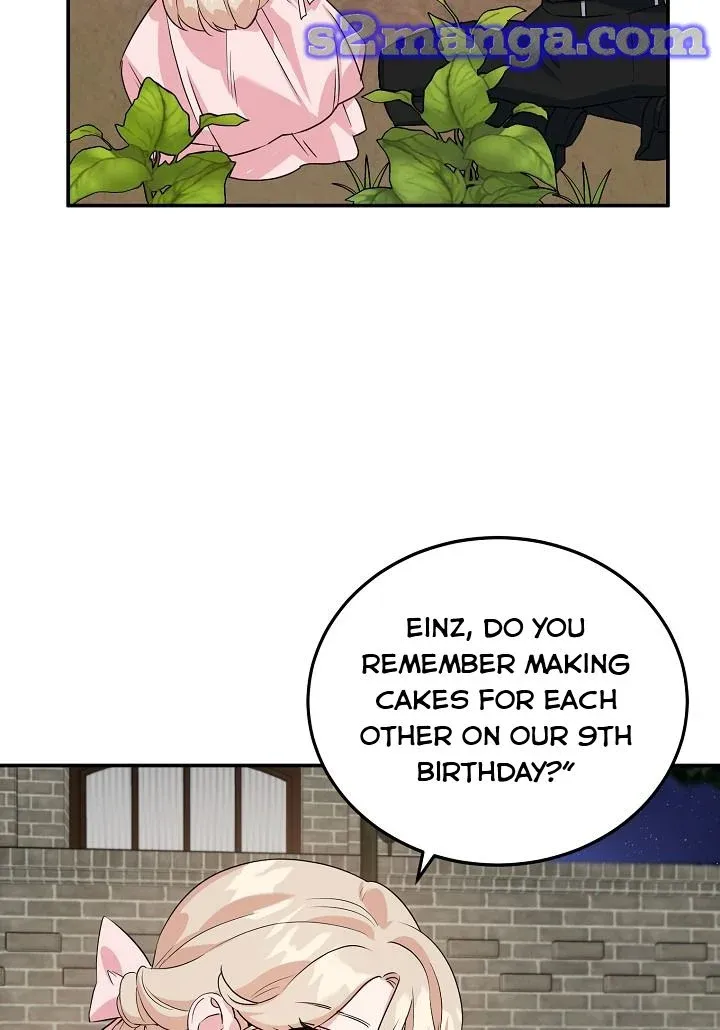 s2manga.com
EINZ, DO YOU
REMEMBER MAKING
CAKES FOR EACH
OTHER ON OUR 9TH
BIRTHDAY?"